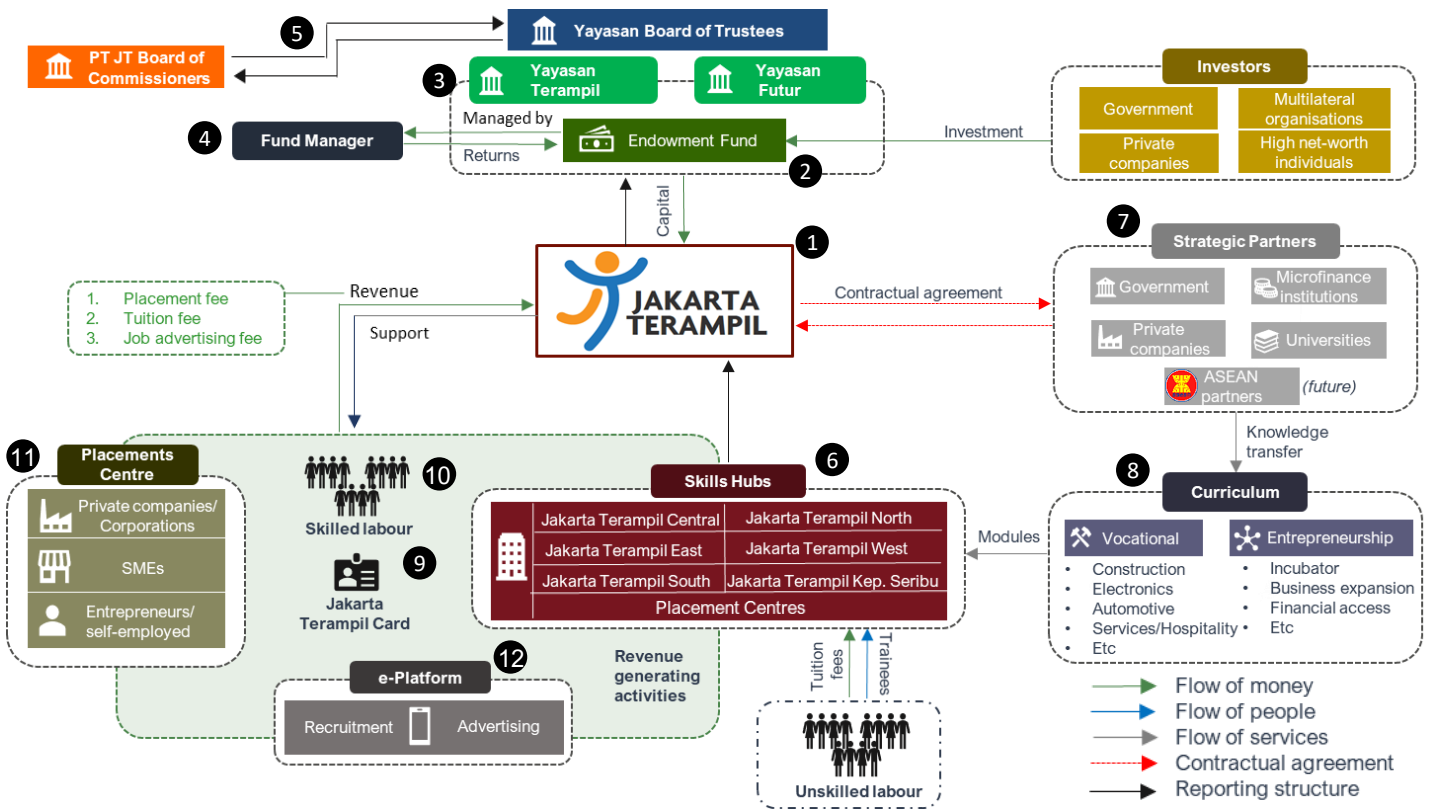 5
Yayasan Board of Trustees
PT JT Board of
Commissioners
3
Yayasan
Terampil
Yayasan
Futur
Investors
Government
Multilateral
organisations
Private
companies
High net-worth
individuals
4
Fund Manager
Managed by
Returns
Endowment Fund
Investment
2
Capital
1
JAKARTA
TERAMPIL
7
Strategic Partners
Government
Microfinance
institutions
Private
companies
Universities
ASEAN
partners
(future)
Contractual agreement
1. Placement fee
2. Tuition fee
3. Job advertising fee
Revenue
Support
Knowledge
transfer
11
Placements
Centre
Private companies/
Corporations
SMEs
Entrepreneurs/
self-employed
10
Skilled labour
9
Jakarta
Terampil Card
12
e-Platform
Recruitment
Advertising
Revenue
generating
activities
6
Skills Hubs
Jakarta Terampil Central
Jakarta Terampil North
Jakarta Terampil East
Jakarta Terampil West
Jakarta Terampil South
Jakarta Terampil Kep. Seribu
Placement Centres
Modules
8
Curriculum
Vocational
• Construction
• Electronics
• Automotive
• Services/Hospitality
• Etc
Entrepreneurship
• Incubator
• Business expansion
• Financial access
• Etc
Tuition
fees
Trainees
Unskilled labour
Flow of money
Flow of people
Flow of services
Contractual agreement
Reporting structure